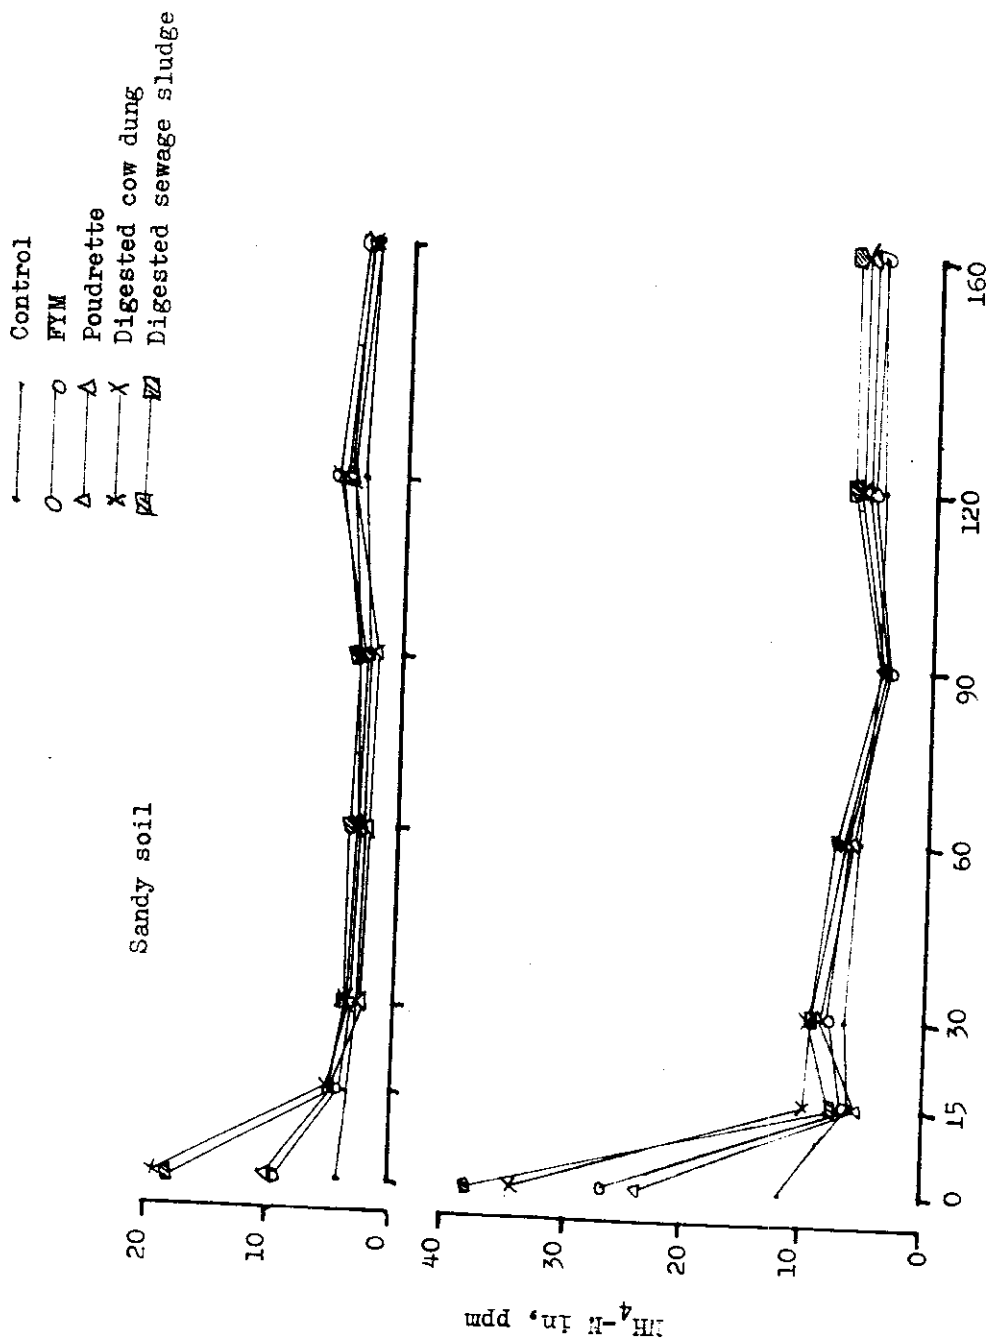 Control
FYM
Poudrette
Digested cow dung
Digested sewage sludge
Sandy soil
20
10
0
40
30
20
10
0
NH4-N in, ppm
0
15
30
60
90
120
160